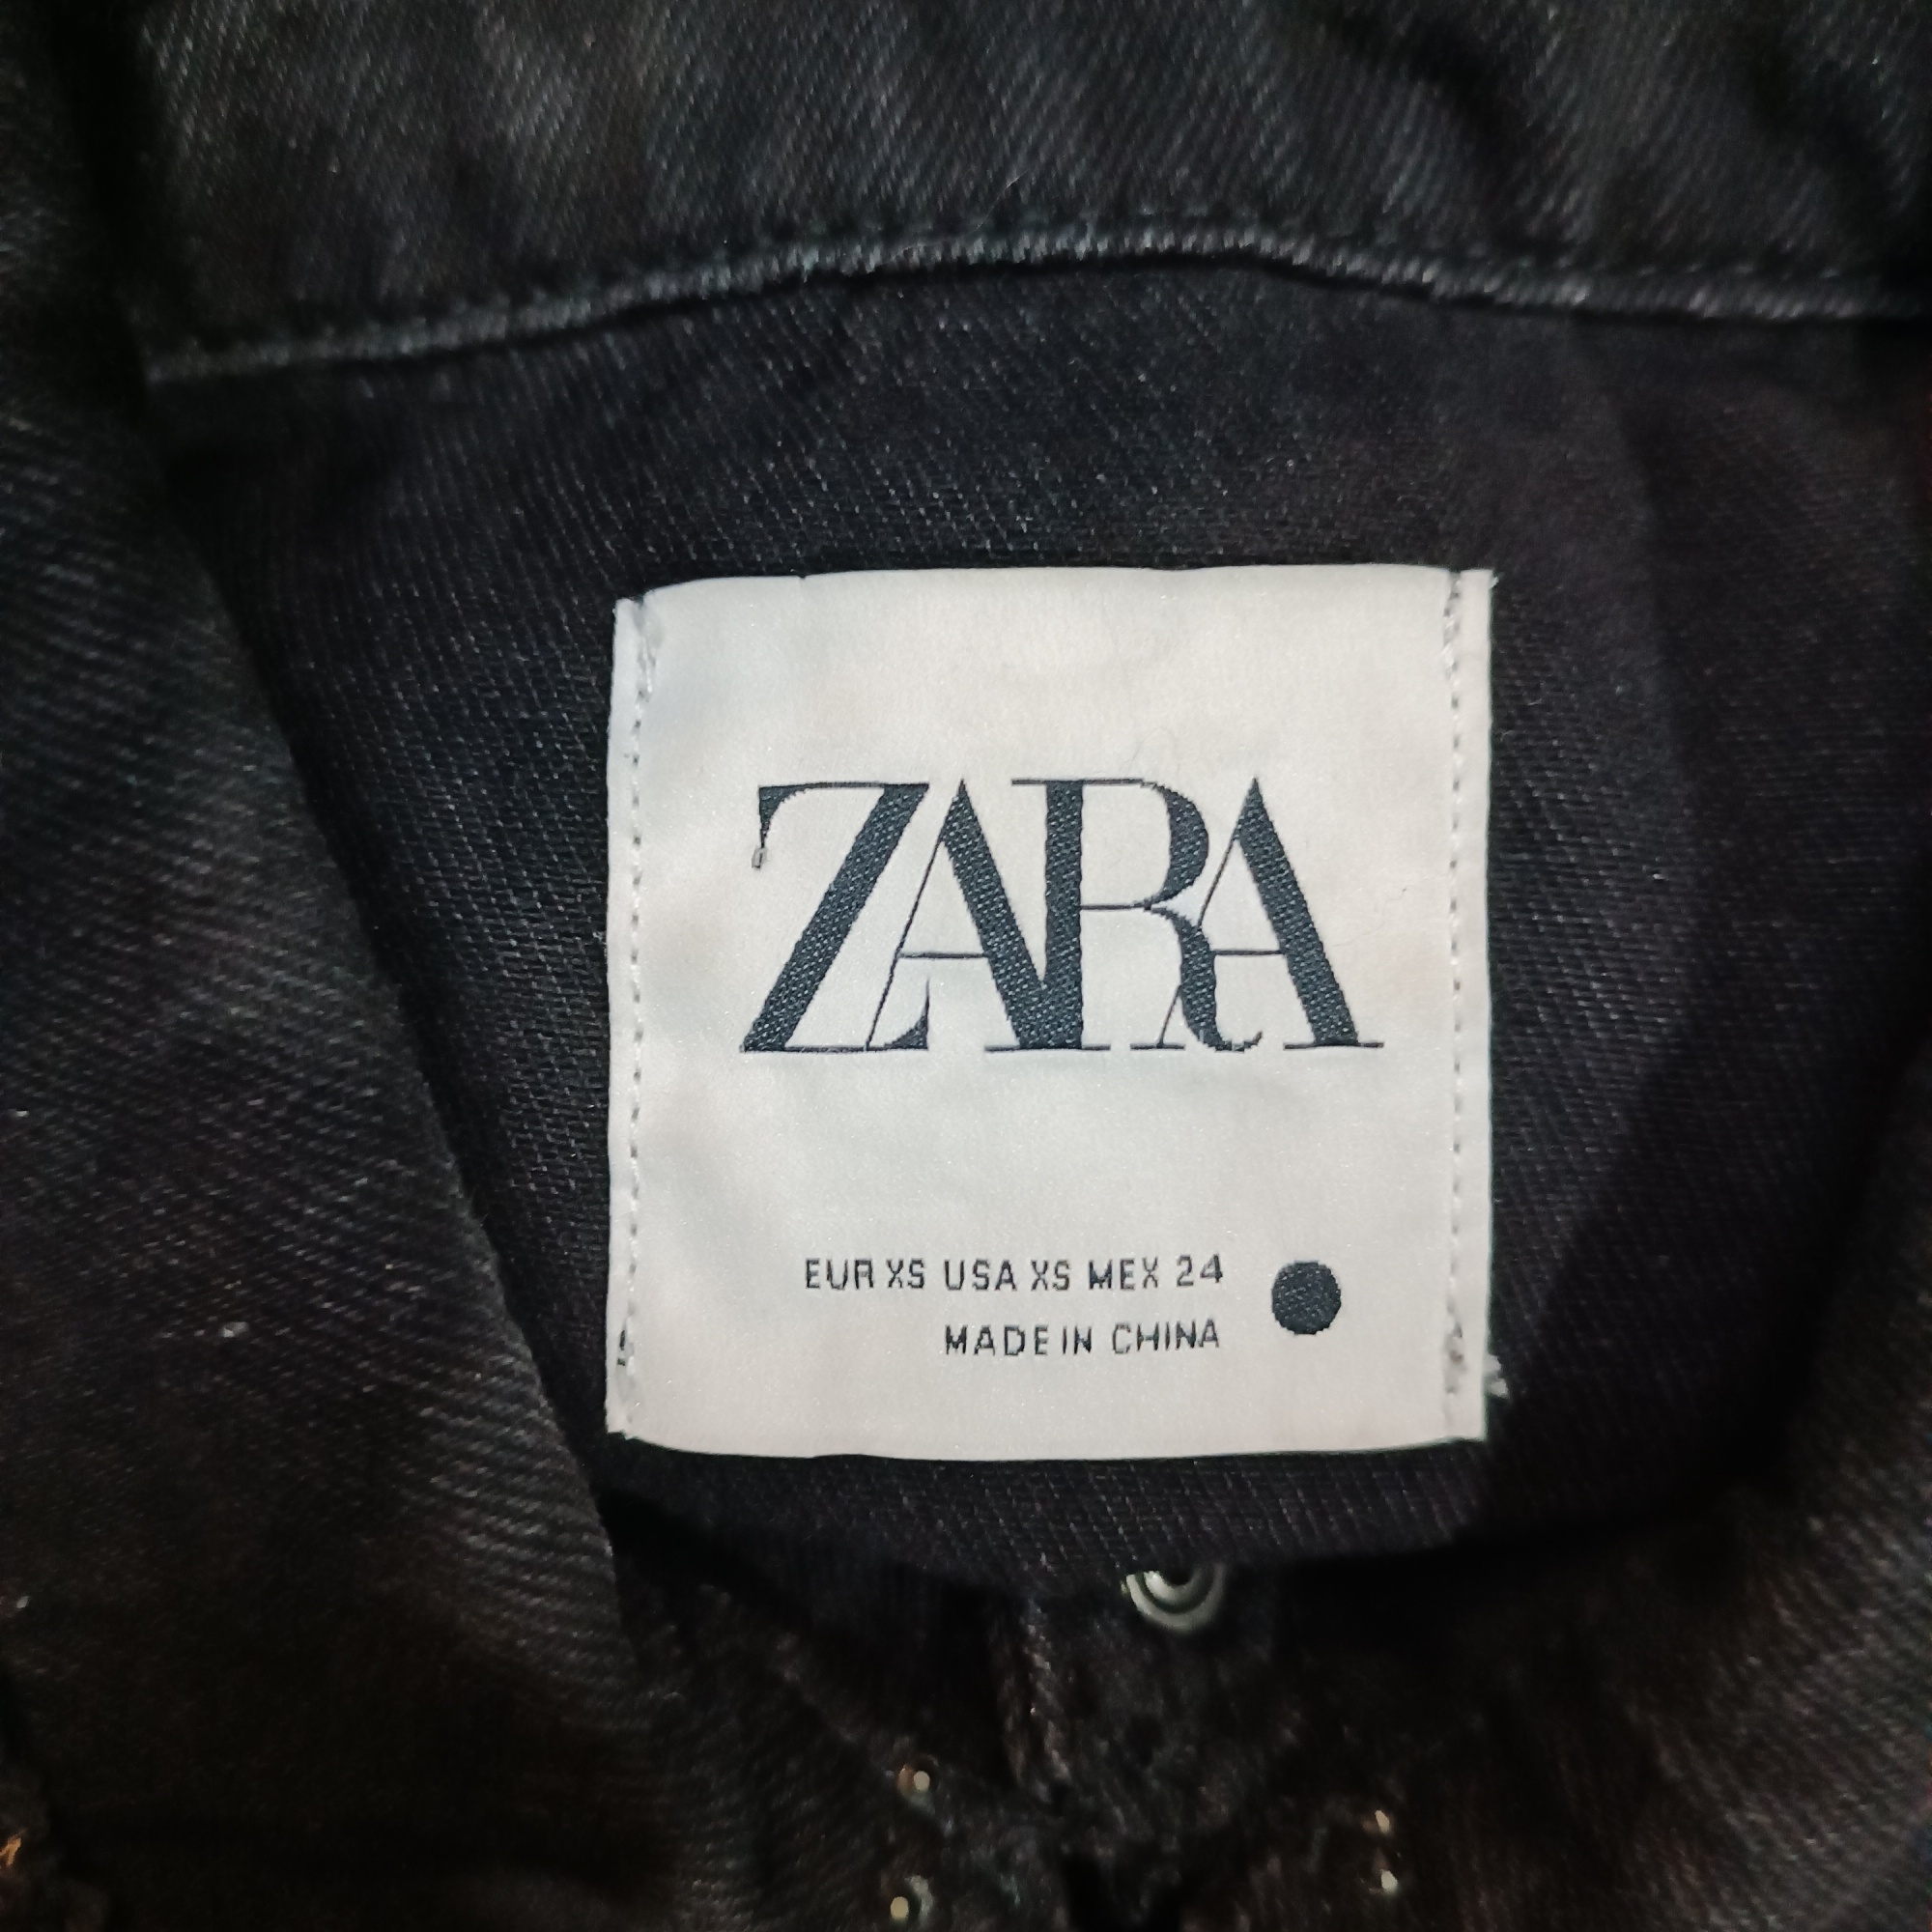 ZARA
EUR XS USA XS MEX 24
MADE IN CHINA